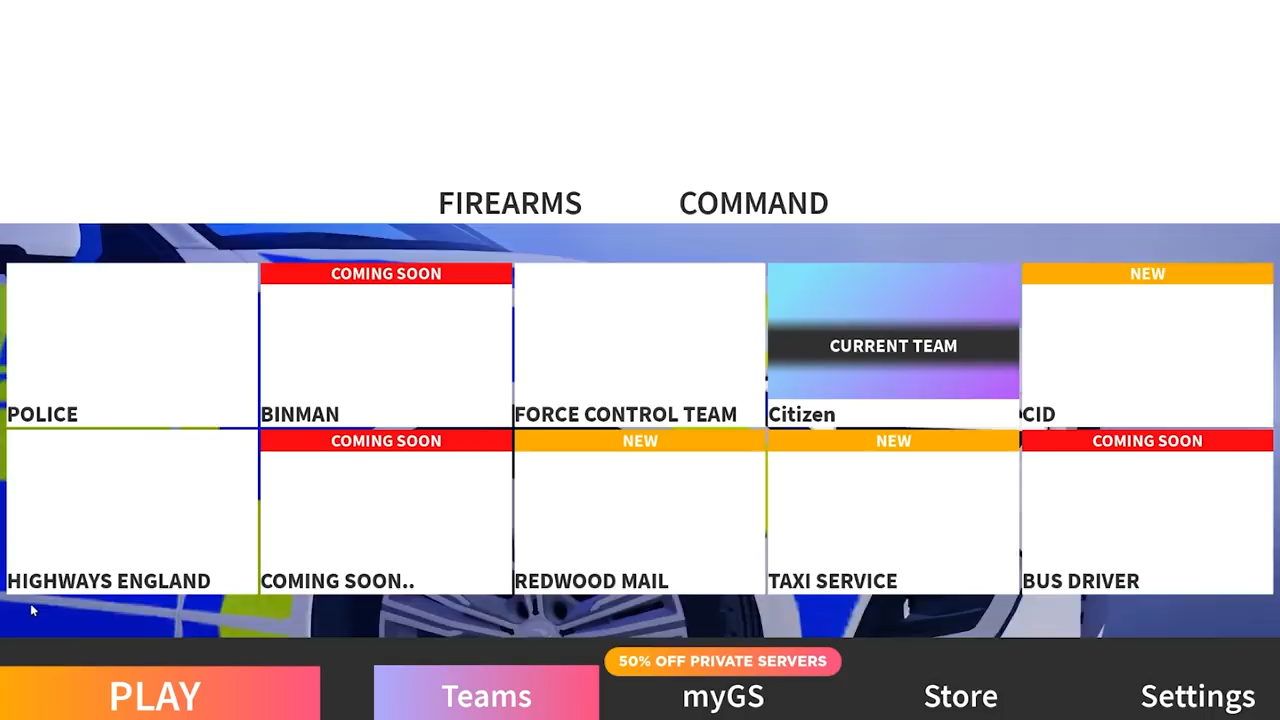 FIREARMS COMMAND
COMING SOON NEW
CURRENT TEAM
POLICE BINMAN FORCE CONTROL TEAM Citizen CID
COMING SOON NEW NEW COMING SOON
HIGHWAYS ENGLAND COMING SOON.. REDWOOD MAIL TAXI SERVICE BUS DRIVER
50% OFF PRIVATE SERVERS
PLAY Teams myGS Store Settings